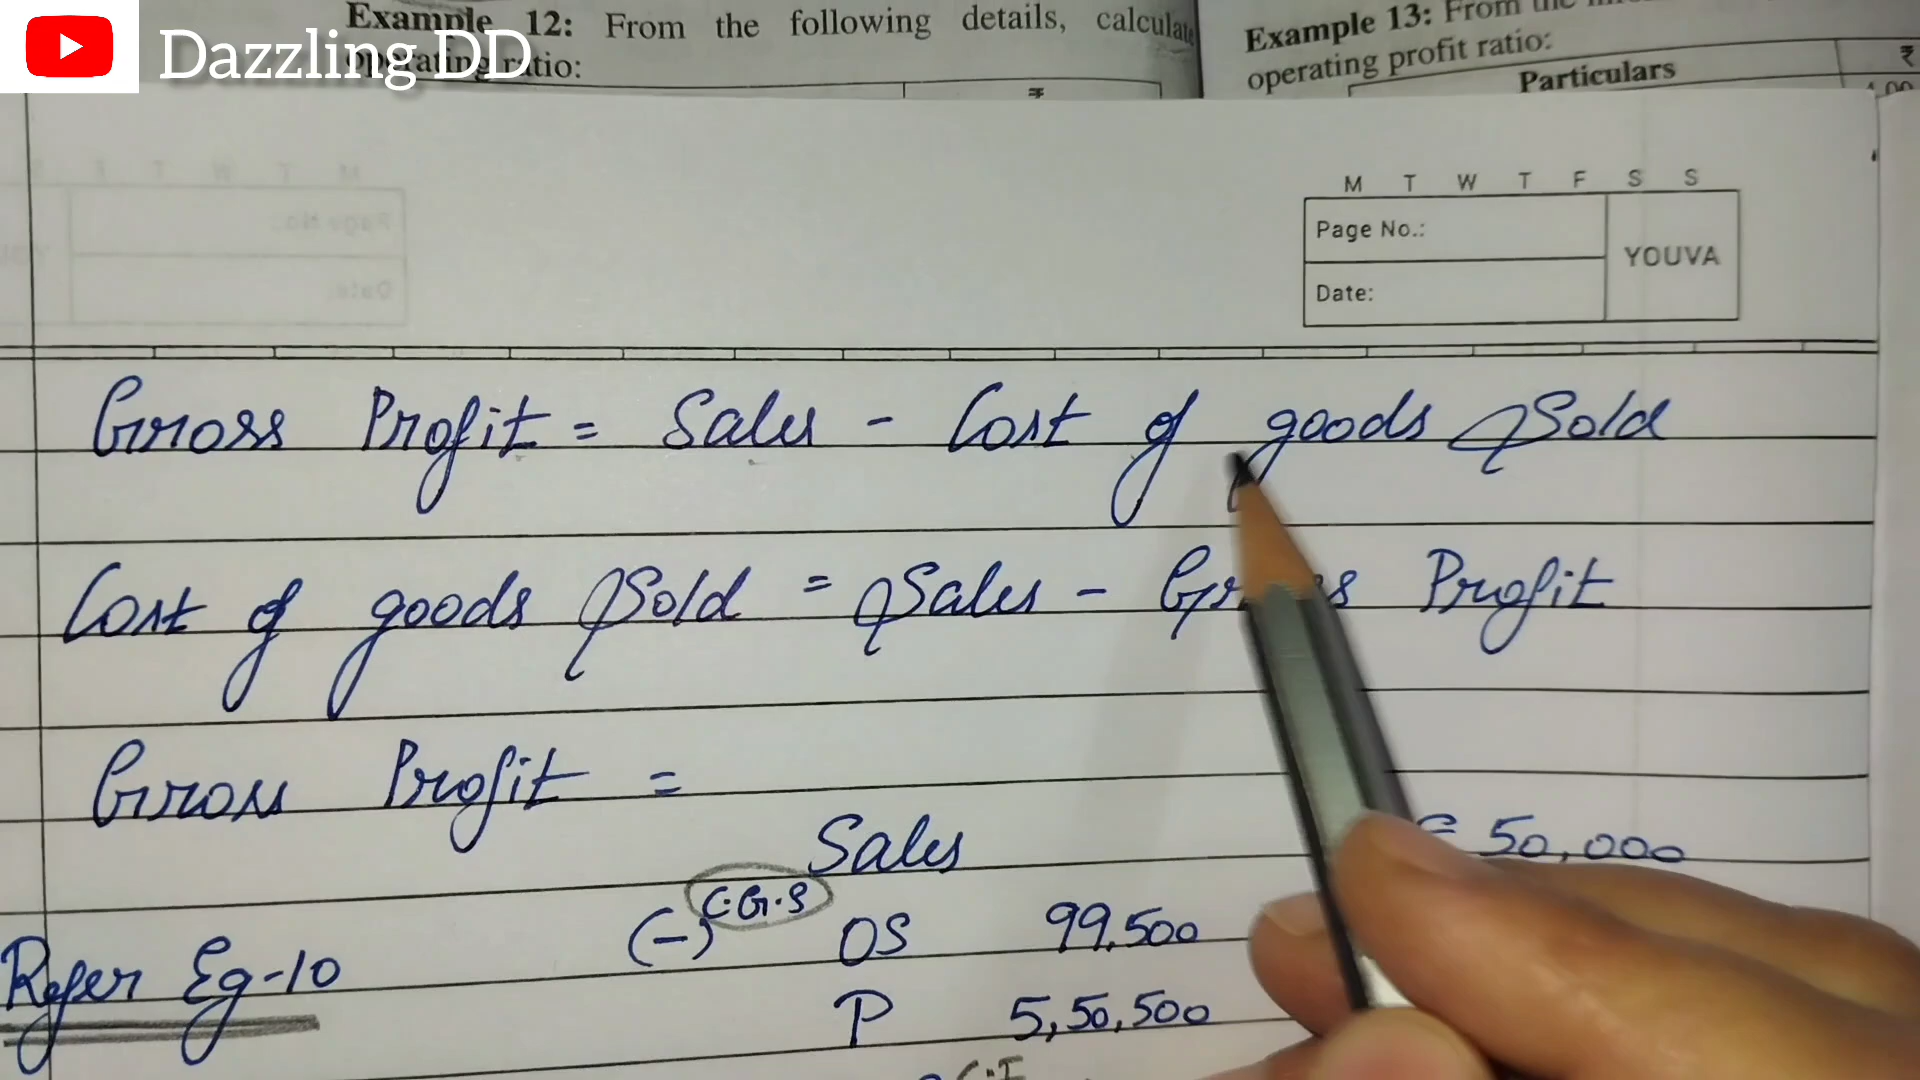 Example 12: From the following details, calculate
operating ratio:
Dazzling DD
₹
Example 13: From the
operating profit ratio:
Particulars ₹
M T W T F S S
Page No.:
YOUVA
Date:
Gross Profit = Sales - Cost of goods Sold
Cost of goods Sold = Sales - Gross Profit
Gross Profit =
Sales 50,000
(-) C.G.S OS 99,500
Refer Eg-10
P 5,50,500